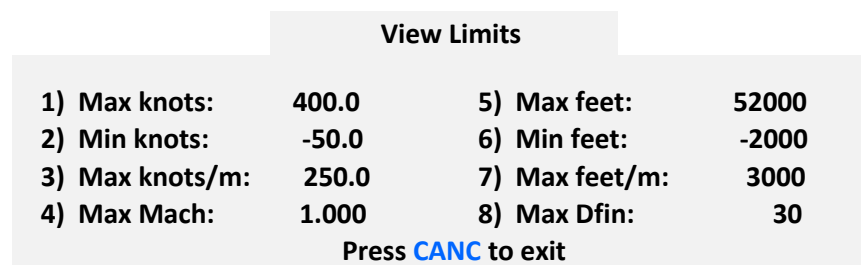 View Limits
1) Max knots: 400.0 5) Max feet: 52000
2) Min knots: -50.0 6) Min feet: -2000
3) Max knots/m: 250.0 7) Max feet/m: 3000
4) Max Mach: 1.000 8) Max Dfin: 30
Press CANC to exit